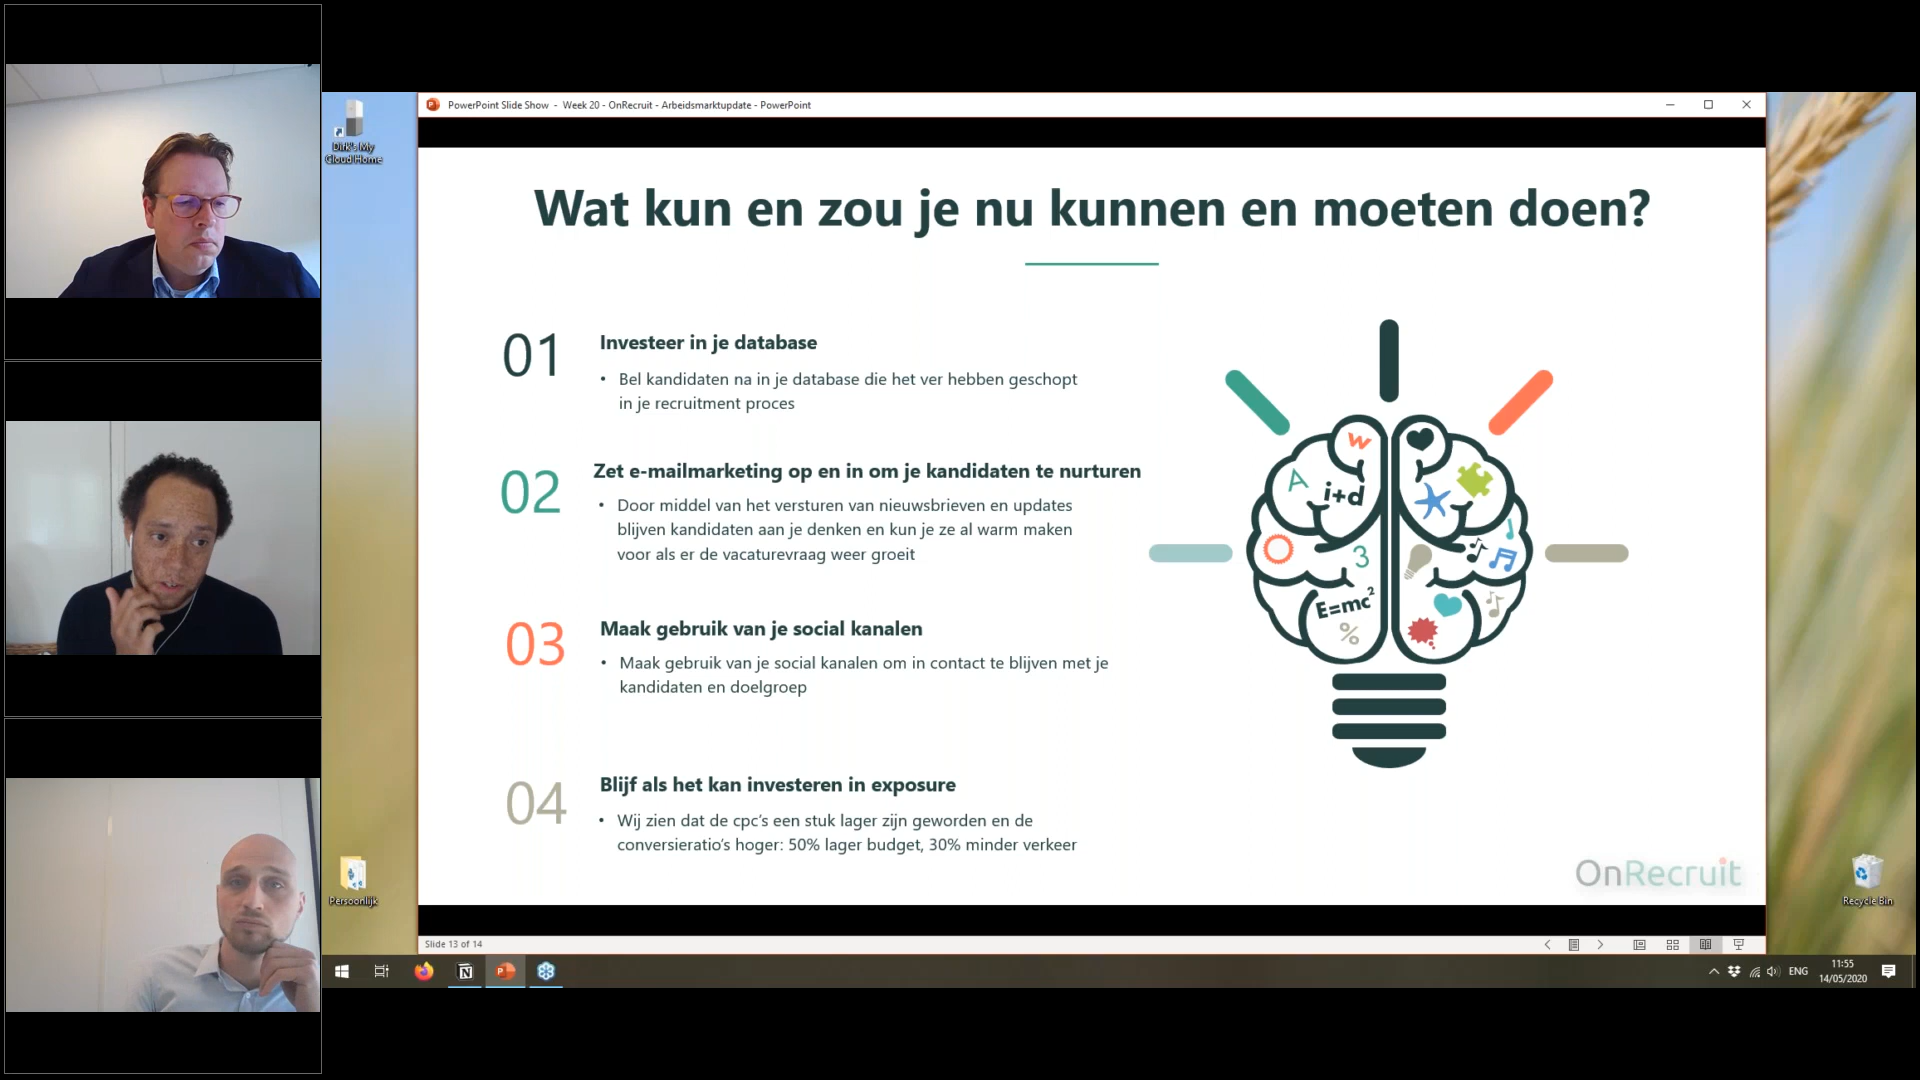 PowerPoint Slide Show - Week 20 - OnRecruit - Arbeidsmarktupdate - PowerPoint
Dirk's My
Cloud Home
Wat kun en zou je nu kunnen en moeten doen?
01
Investeer in je database
• Bel kandidaten na in je database die het ver hebben geschopt
in je recruitment proces
02
Zet e-mailmarketing op en in om je kandidaten te nurturen
• Door middel van het versturen van nieuwsbrieven en updates
blijven kandidaten aan je denken en kun je ze al warm maken
voor als er de vacaturevraag weer groeit
03
Maak gebruik van je social kanalen
• Maak gebruik van je social kanalen om in contact te blijven met je
kandidaten en doelgroep
04
Blijf als het kan investeren in exposure
• Wij zien dat de cpc's een stuk lager zijn geworden en de
conversieratio's hoger: 50% lager budget, 30% minder verkeer
W
A
i+d
3
E=mc²
%
OnRecruit
Persoonlijk
Recycle Bin
Slide 13 of 14
ENG
11:55
14/05/2020